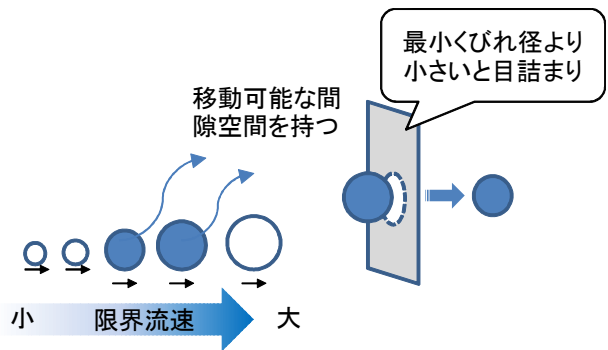 最小くびれ径より
小さいと目詰まり
移動可能な間
隙空間を持つ
小 限界流速 大